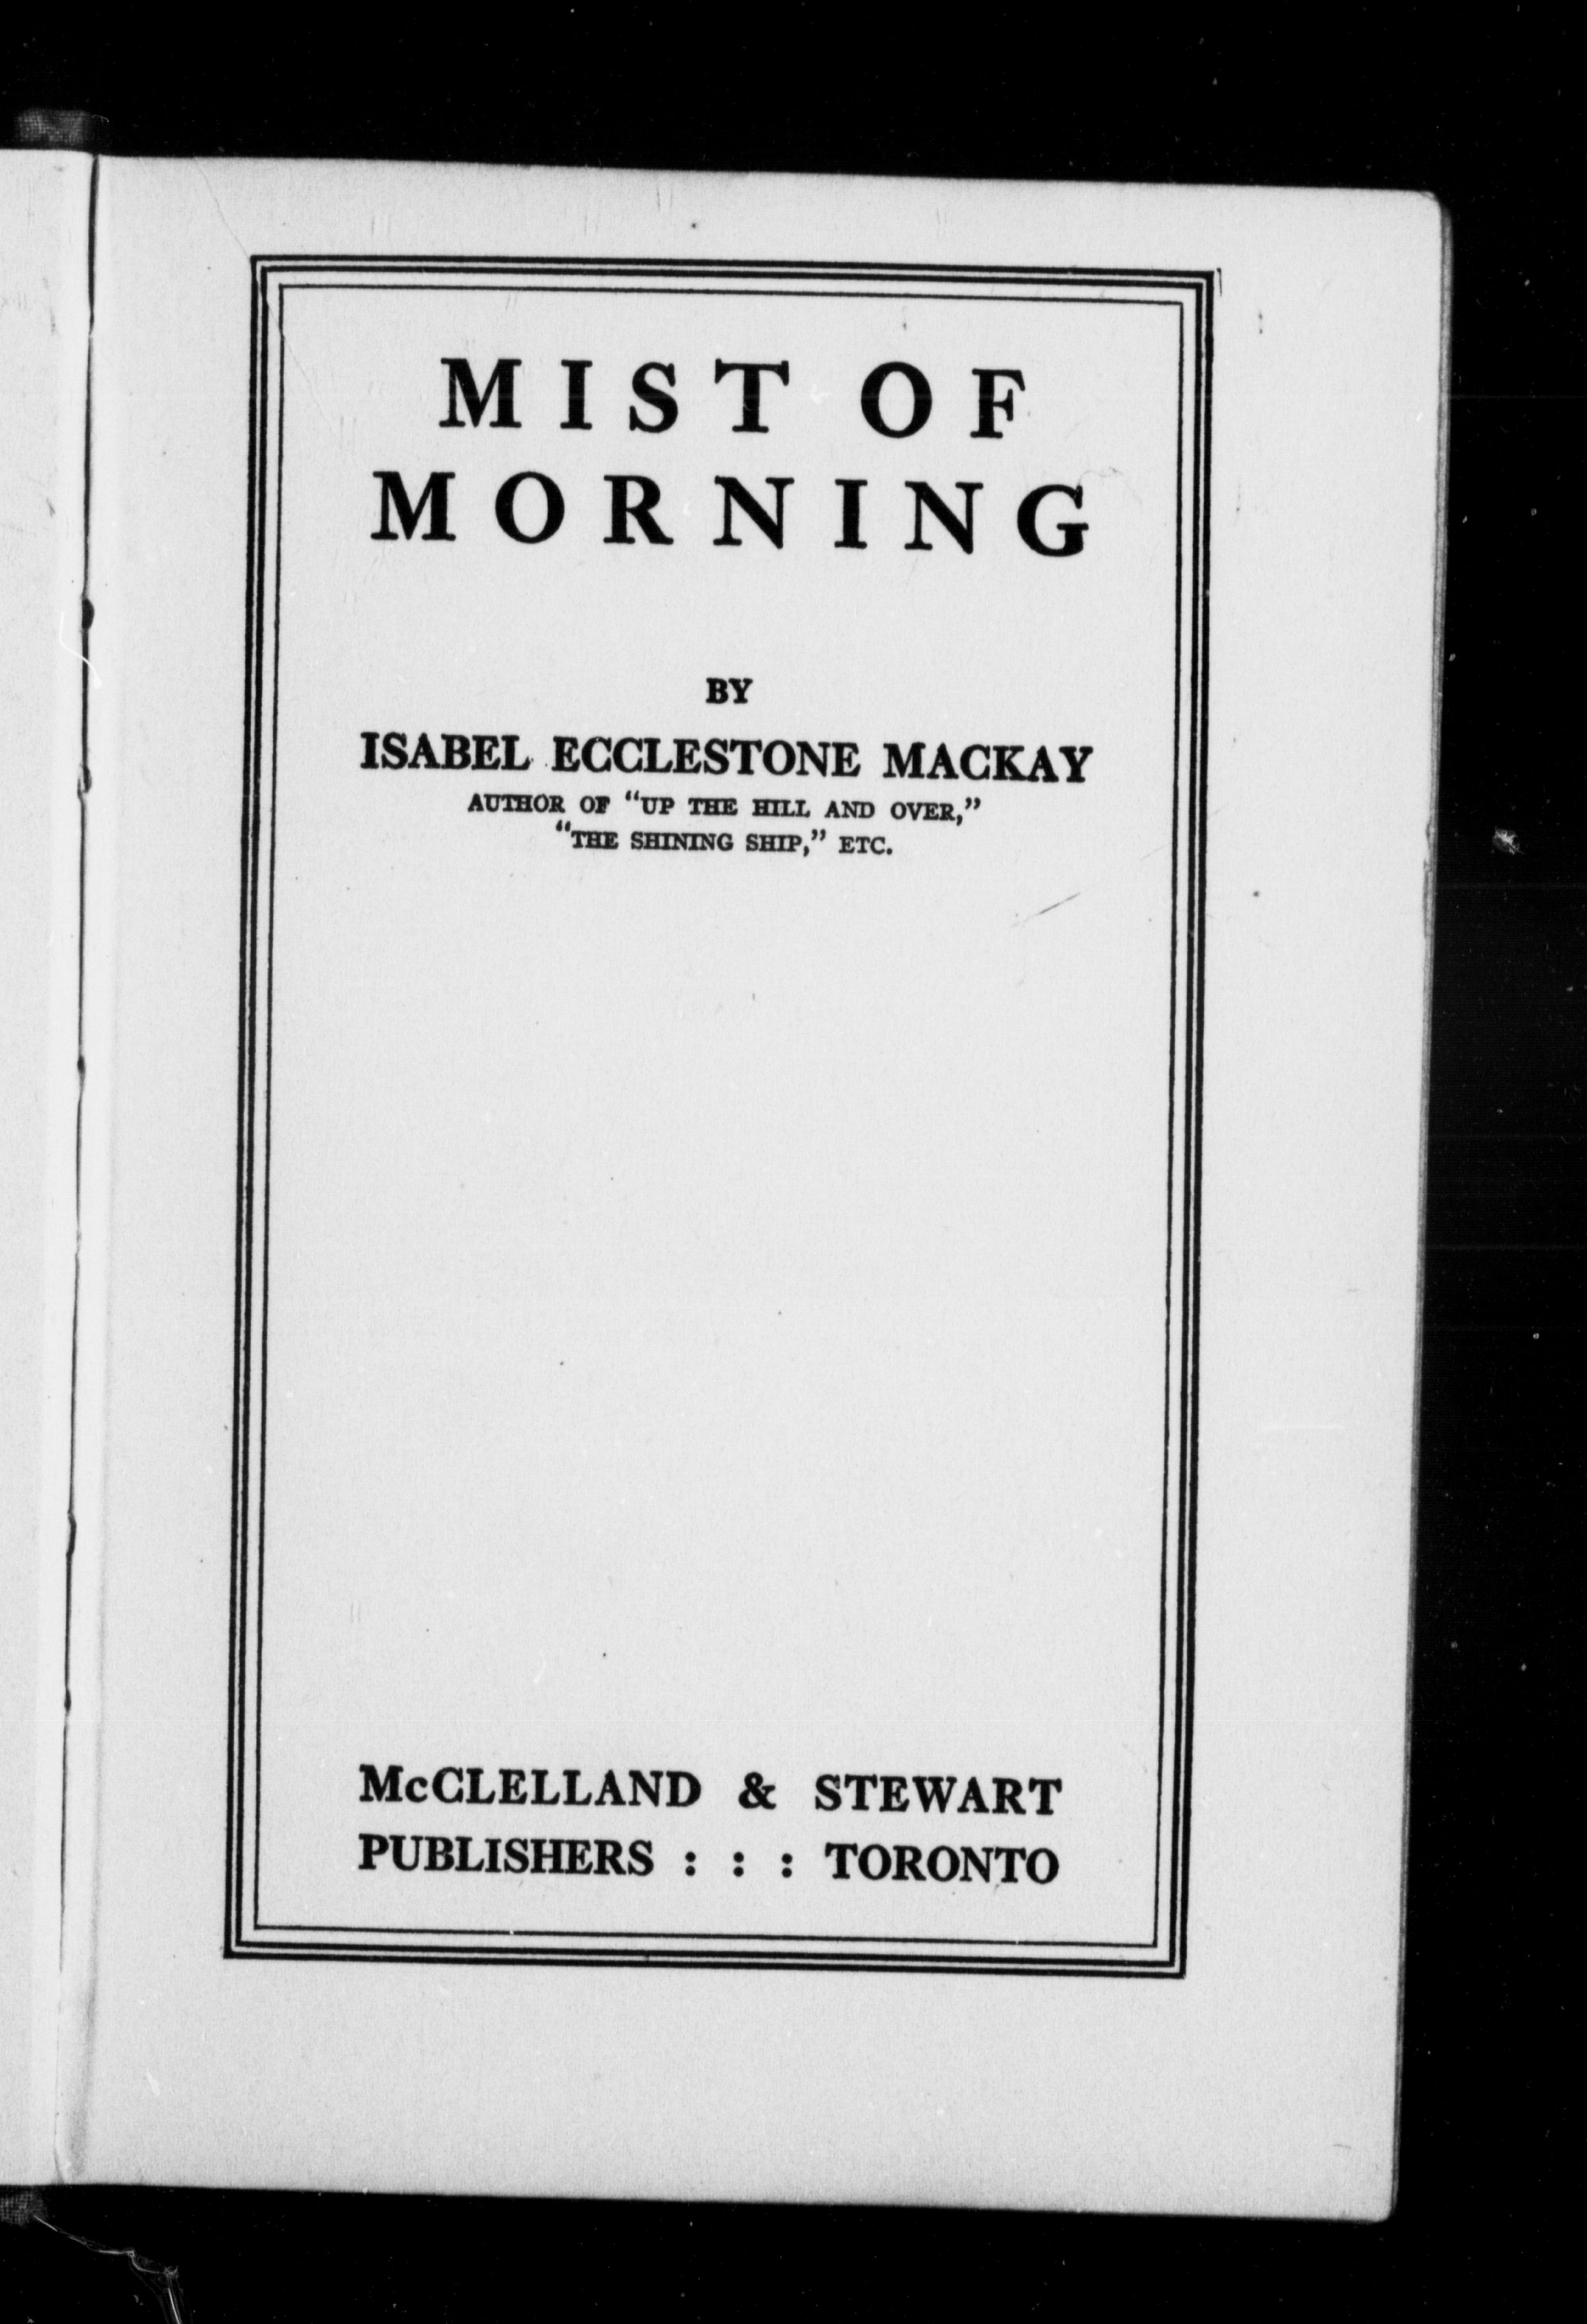 MIST OF
MORNING
BY
ISABEL ECCLESTONE MACKAY
AUTHOR OF “UP THE HILL AND OVER,”
“THE SHINING SHIP,” ETC.
McCLELLAND & STEWART
PUBLISHERS : : : TORONTO